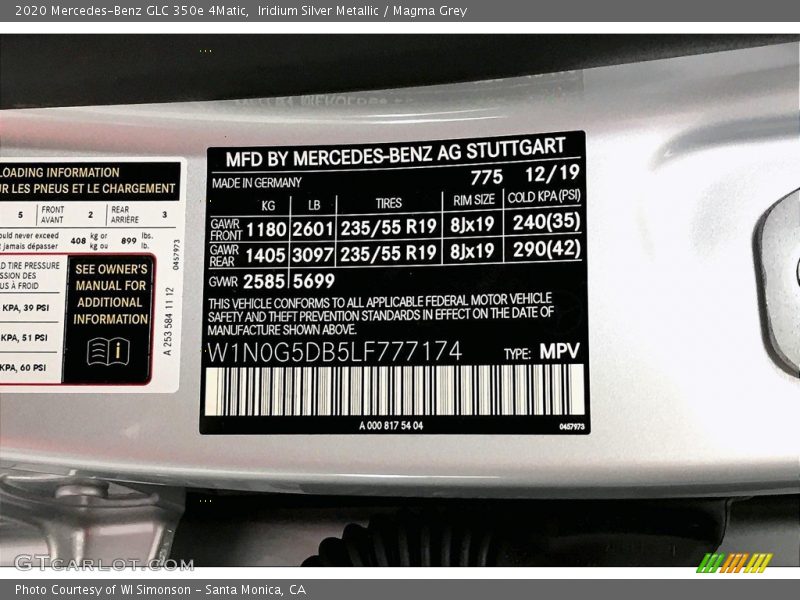 2020 Mercedes-Benz GLC 350e 4Matic, Iridium Silver Metallic / Magma Grey
LOADING INFORMATION
UR LES PNEUS ET LE CHARGEMENT
5 FRONT AVANT 2 REAR ARRIÈRE 3
ould never exceed 408 kg or 899 lbs.
t jamais dépasser kg ou lb.
D TIRE PRESSURE
SSION DES
US À FROID
KPA, 39 PSI
KPA, 51 PSI
KPA, 60 PSI
SEE OWNER'S
MANUAL FOR
ADDITIONAL
INFORMATION
i
A 253 584 11 12
0457973
MFD BY MERCEDES-BENZ AG STUTTGART
MADE IN GERMANY 775 12/19
KG LB TIRES RIM SIZE COLD KPA(PSI)
GAWR FRONT 1180 2601 235/55 R19 8Jx19 240(35)
GAWR REAR 1405 3097 235/55 R19 8Jx19 290(42)
GVWR 2585 5699
THIS VEHICLE CONFORMS TO ALL APPLICABLE FEDERAL MOTOR VEHICLE
SAFETY AND THEFT PREVENTION STANDARDS IN EFFECT ON THE DATE OF
MANUFACTURE SHOWN ABOVE.
W1N0G5DB5LF777174 TYPE: MPV
A 000 817 54 04 0457973
GTCARLOT.COM
Photo Courtesy of WI Simonson - Santa Monica, CA